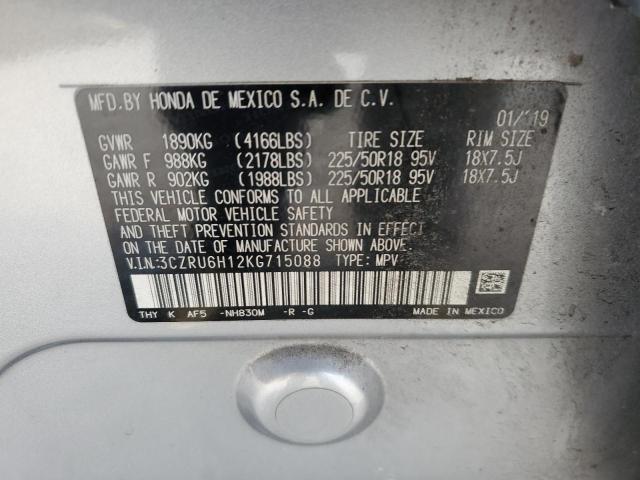 MFD. BY HONDA DE MEXICO S.A. DE C.V. 01/19
GVWR 1890KG (4166LBS) TIRE SIZE RIM SIZE
GAWR F 988KG (2178LBS) 225/50R18 95V 18X7.5J
GAWR R 902KG (1988LBS) 225/50R18 95V 18X7.5J
THIS VEHICLE CONFORMS TO ALL APPLICABLE
FEDERAL MOTOR VEHICLE SAFETY
AND THEFT PREVENTION STANDARDS IN EFFECT
ON THE DATE OF MANUFACTURE SHOWN ABOVE.
V.I.N.:3CZRU6H12KG715088 TYPE: MPV
THY K AF5 -NH830M -R -G MADE IN MEXICO